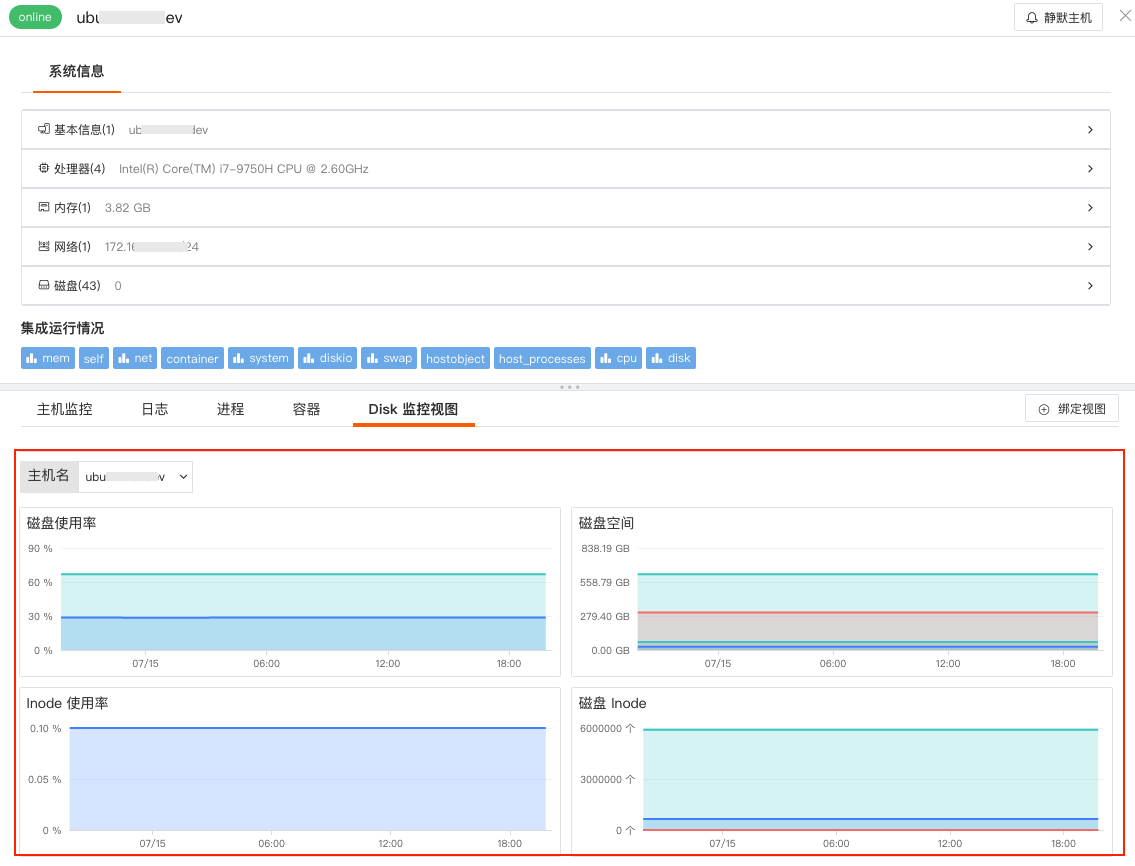 online ubu ev 静默主机
系统信息
基本信息(1) ub dev
处理器(4) Intel(R) Core(TM) i7-9750H CPU @ 2.60GHz
内存(1) 3.82 GB
网络(1) 172.16 24
磁盘(43) 0
集成运行情况
mem self net container system diskio swap hostobject host_processes cpu disk
主机监控 日志 进程 容器 Disk 监控视图 绑定视图
主机名 ubu v
磁盘使用率
90 %
60 %
30 %
0 %
07/15 06:00 12:00 18:00
磁盘空间
838.19 GB
558.79 GB
279.40 GB
0.00 GB
07/15 06:00 12:00 18:00
Inode 使用率
0.10 %
0.05 %
0 %
07/15 06:00 12:00 18:00
磁盘 Inode
6000000 个
3000000 个
0 个
07/15 06:00 12:00 18:00